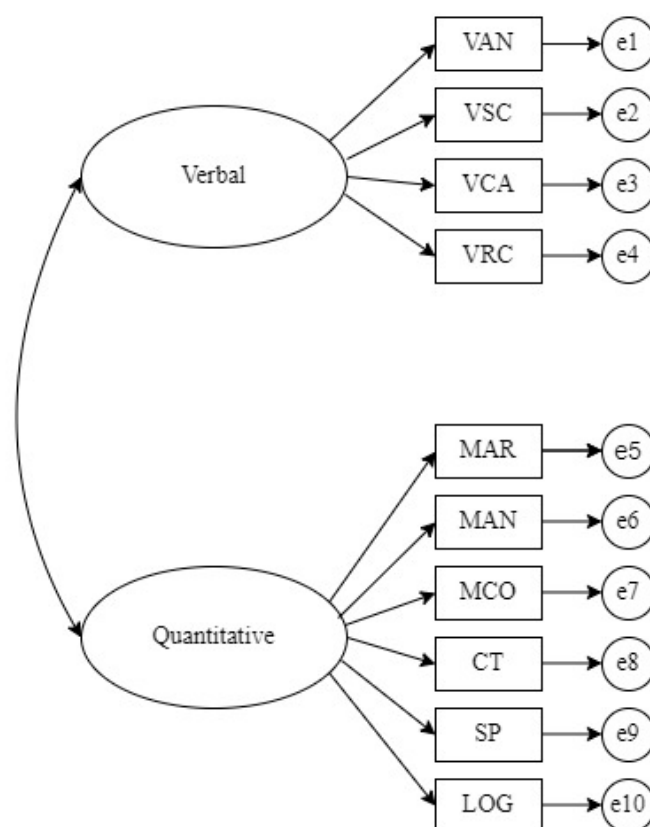 VAN
e1
VSC
e2
Verbal
VCA
e3
VRC
e4
MAR
e5
MAN
e6
MCO
e7
Quantitative
CT
e8
SP
e9
LOG
e10